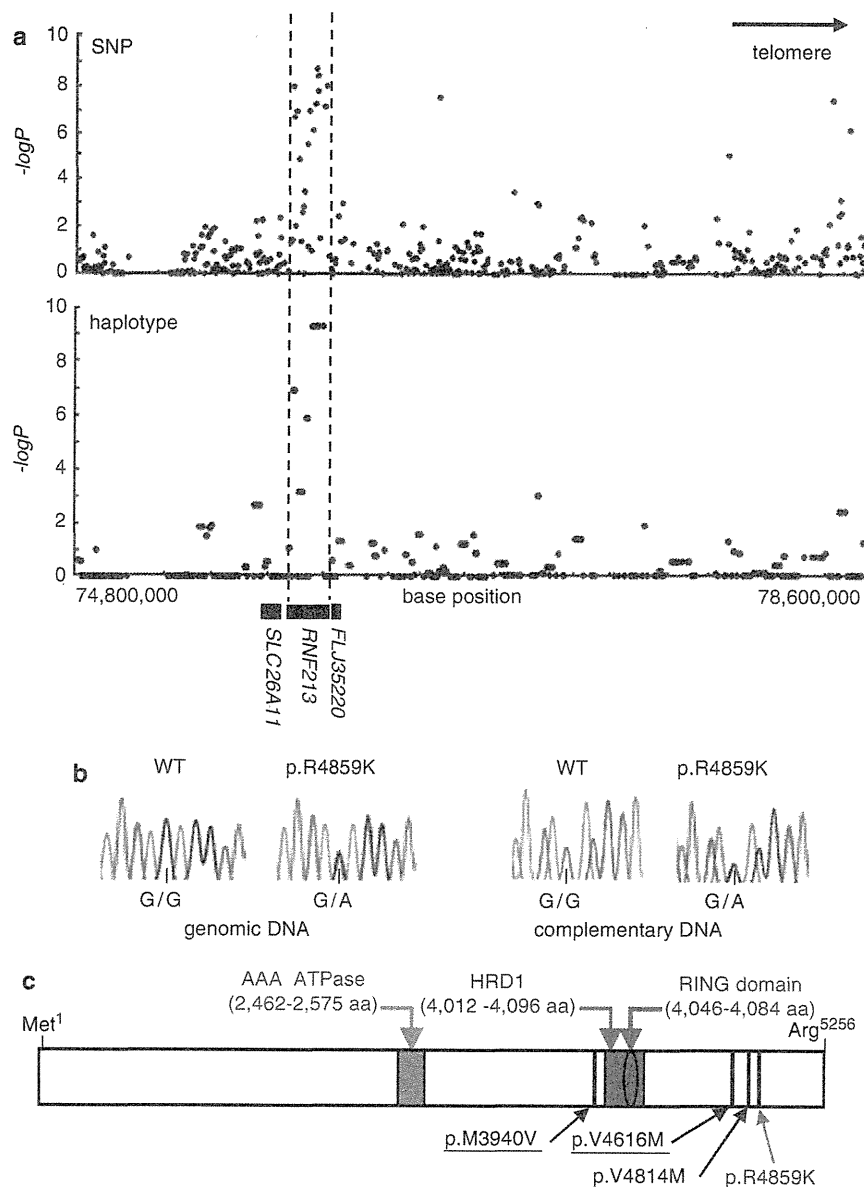 a
SNP
telomere
-logP
10
8
6
4
2
0
haplotype
-logP
10
8
6
4
2
0
74,800,000
base position
78,600,000
SLC26A11
RNF213
FLJ35220
b
WT
p.R4859K
WT
p.R4859K
G/G
G/A
G/G
G/A
genomic DNA
complementary DNA
c
AAA ATPase
(2,462-2,575 aa)
HRD1
(4,012 -4,096 aa)
RING domain
(4,046-4,084 aa)
Met1
Arg5256
p.M3940V
p.V4616M
p.V4814M
p.R4859K